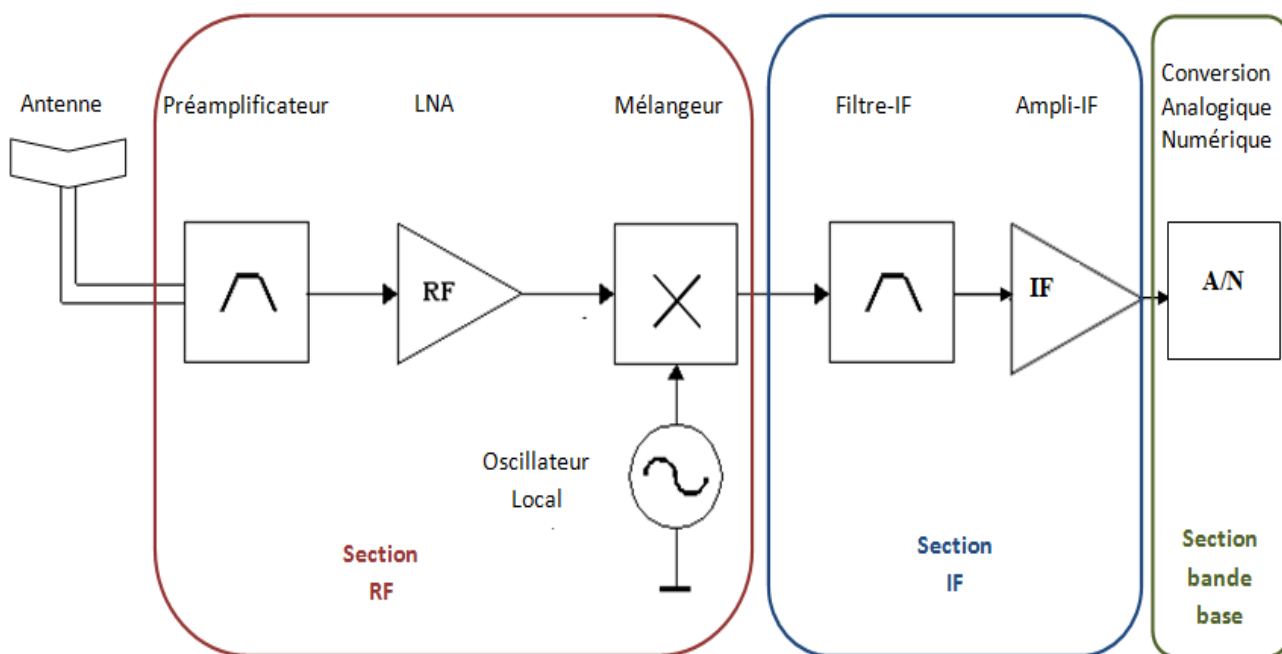 Antenne
Préamplificateur
LNA
Mélangeur
Filtre-IF
Ampli-IF
Conversion
Analogique
Numérique
RF
IF
A/N
Oscillateur
Local
Section
RF
Section
IF
Section
bande
base